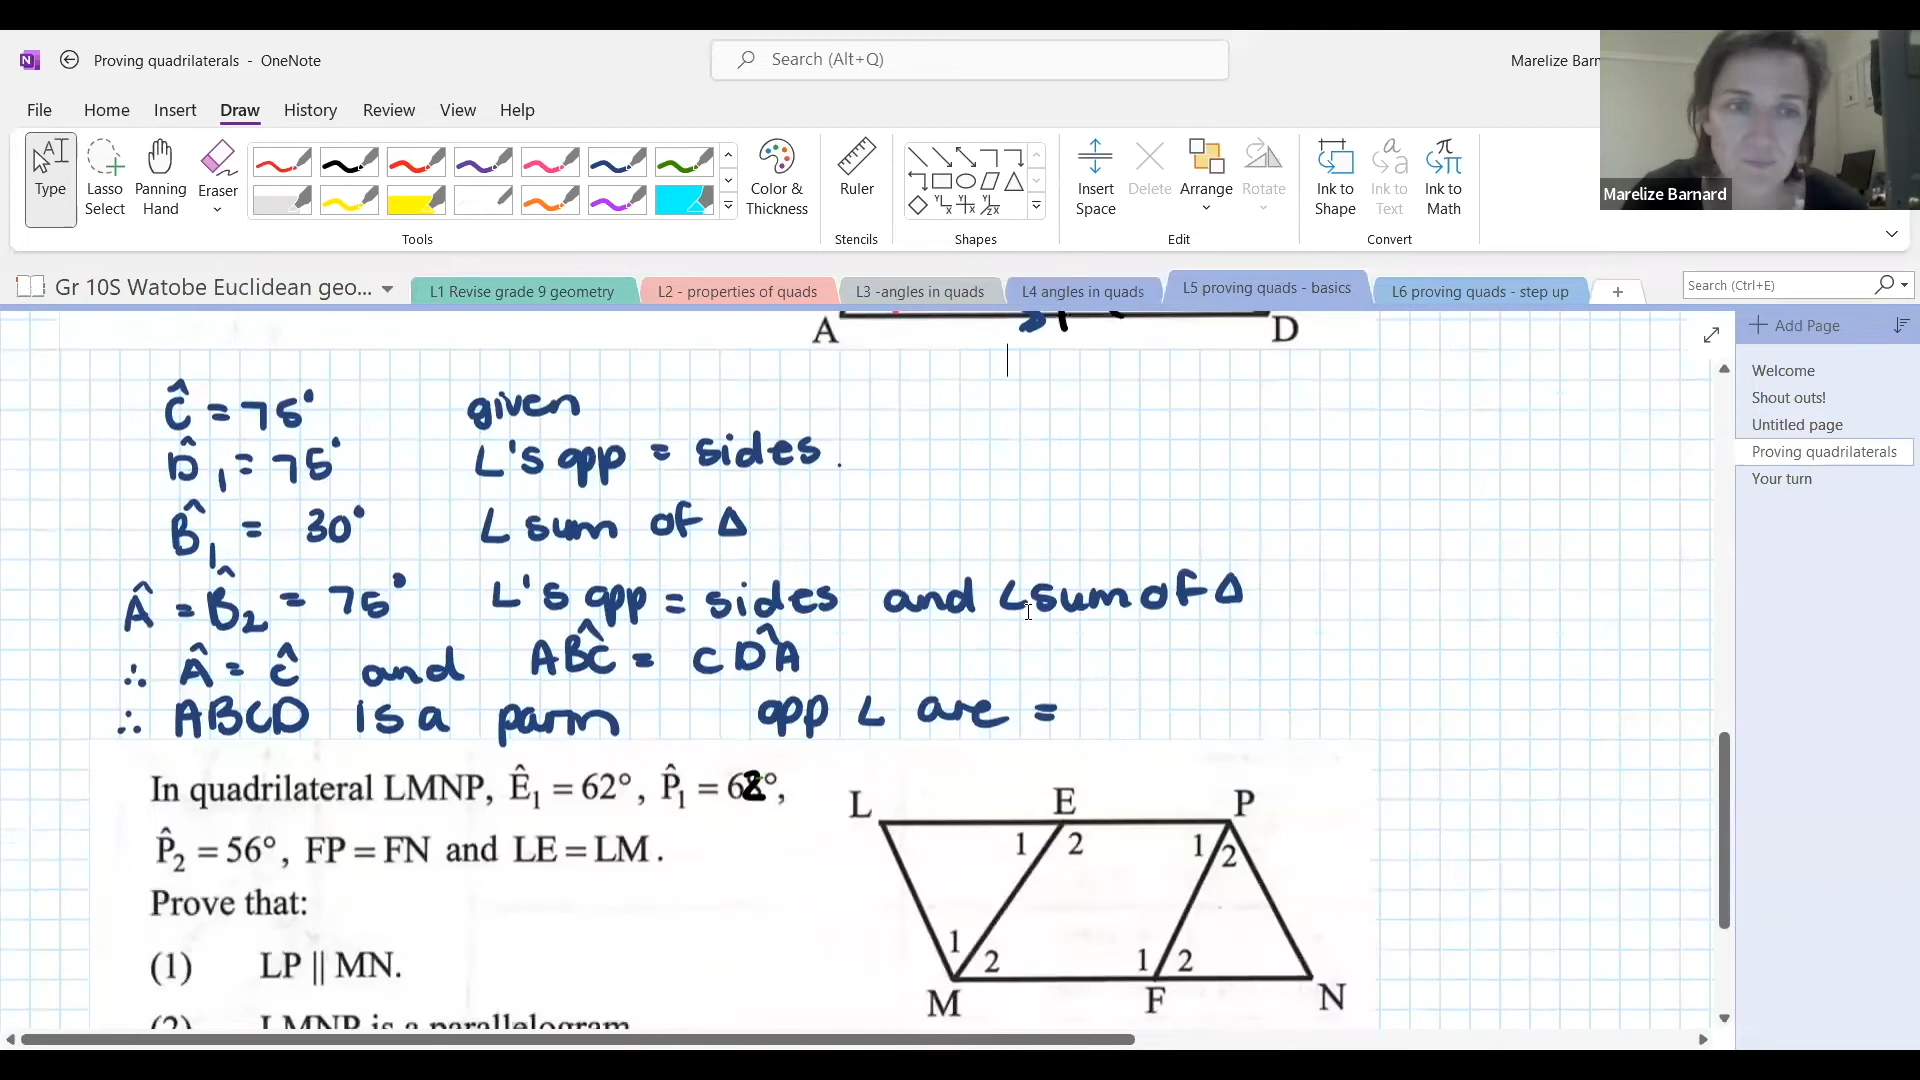 Proving quadrilaterals - OneNote
Search (Alt+Q)
Marelize Barn
Marelize Barnard
File Home Insert Draw History Review View Help
Type
Lasso Select
Panning Hand
Eraser
Color & Thickness
Ruler
Insert Space
Delete
Arrange
Rotate
Ink to Shape
Ink to Text
Ink to Math
Tools Stencils Shapes Edit Convert
Gr 10S Watobe Euclidean geo...
L1 Revise grade 9 geometry
L2 - properties of quads
L3 -angles in quads
L4 angles in quads
L5 proving quads - basics
L6 proving quads - step up
Search (Ctrl+E)
Add Page
Welcome
Shout outs!
Untitled page
Proving quadrilaterals
Your turn
A D
Ĉ = 75° given
D̂₁ = 75° L's opp = sides.
B̂₁ = 30° L sum of Δ
Â = B̂₂ = 75° L's opp = sides and L sum of Δ
∴ Â = Ĉ and AB̂C = CD̂A
∴ ABCD is a parm opp L are =
In quadrilateral LMNP, Ê₁ = 62°, P̂₁ = 62°,
P̂₂ = 56°, FP = FN and LE = LM.
Prove that:
(1) LP || MN.
(2) LMNP is a parallelogram
L E P
1 2 1 2
1 2 1 2
M F N